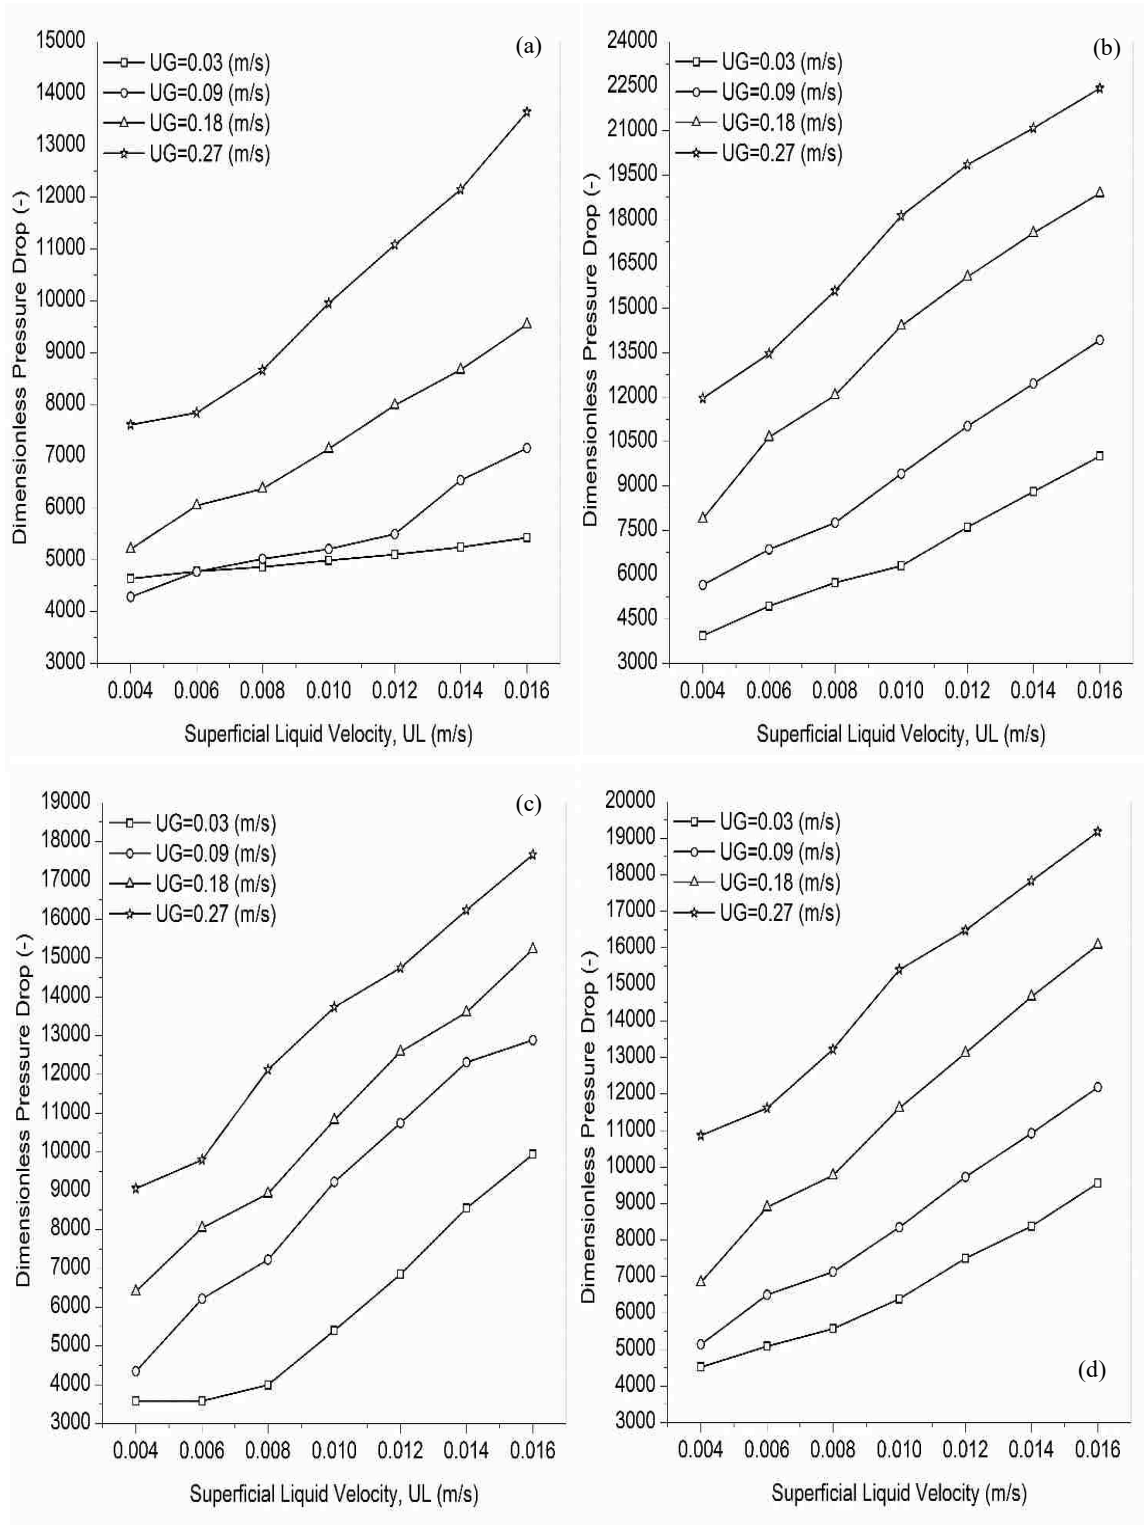 (a)
UG=0.03 (m/s)
UG=0.09 (m/s)
UG=0.18 (m/s)
UG=0.27 (m/s)
15000
14000
13000
12000
11000
10000
9000
8000
7000
6000
5000
4000
3000
Dimensionless Pressure Drop (-)
0.004 0.006 0.008 0.010 0.012 0.014 0.016
Superficial Liquid Velocity, UL (m/s)
(b)
UG=0.03 (m/s)
UG=0.09 (m/s)
UG=0.18 (m/s)
UG=0.27 (m/s)
24000
22500
21000
19500
18000
16500
15000
13500
12000
10500
9000
7500
6000
4500
3000
Dimensionless Pressure Drop (-)
0.004 0.006 0.008 0.010 0.012 0.014 0.016
Superficial Liquid Velocity, UL (m/s)
(c)
UG=0.03 (m/s)
UG=0.09 (m/s)
UG=0.18 (m/s)
UG=0.27 (m/s)
19000
18000
17000
16000
15000
14000
13000
12000
11000
10000
9000
8000
7000
6000
5000
4000
3000
Dimensionless Pressure Drop (-)
0.004 0.006 0.008 0.010 0.012 0.014 0.016
Superficial Liquid Velocity, UL (m/s)
UG=0.03 (m/s)
UG=0.09 (m/s)
UG=0.18 (m/s)
UG=0.27 (m/s)
20000
19000
18000
17000
16000
15000
14000
13000
12000
11000
10000
9000
8000
7000
6000
5000
4000
3000
Dimensionless Pressure Drop (-)
(d)
0.004 0.006 0.008 0.010 0.012 0.014 0.016
Superficial Liquid Velocity (m/s)